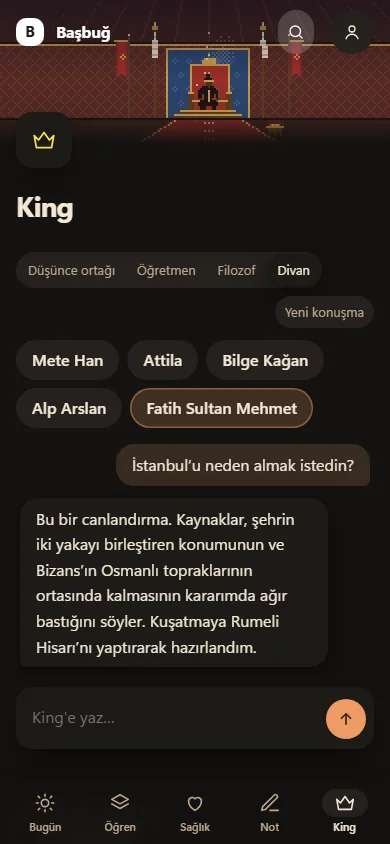 B Başbuğ
King
Düşünce ortağı Öğretmen Filozof Divan
Yeni konuşma
Mete Han Attila Bilge Kağan
Alp Arslan Fatih Sultan Mehmet
İstanbul’u neden almak istedin?
Bu bir canlandırma. Kaynaklar, şehrin
iki yakayı birleştiren konumunun ve
Bizans’ın Osmanlı topraklarının
ortasında kalmasının kararımda ağır
bastığını söyler. Kuşatmaya Rumeli
Hisarı’nı yaptırarak hazırlandım.
King’e yaz...
Bugün Öğren Sağlık Not King